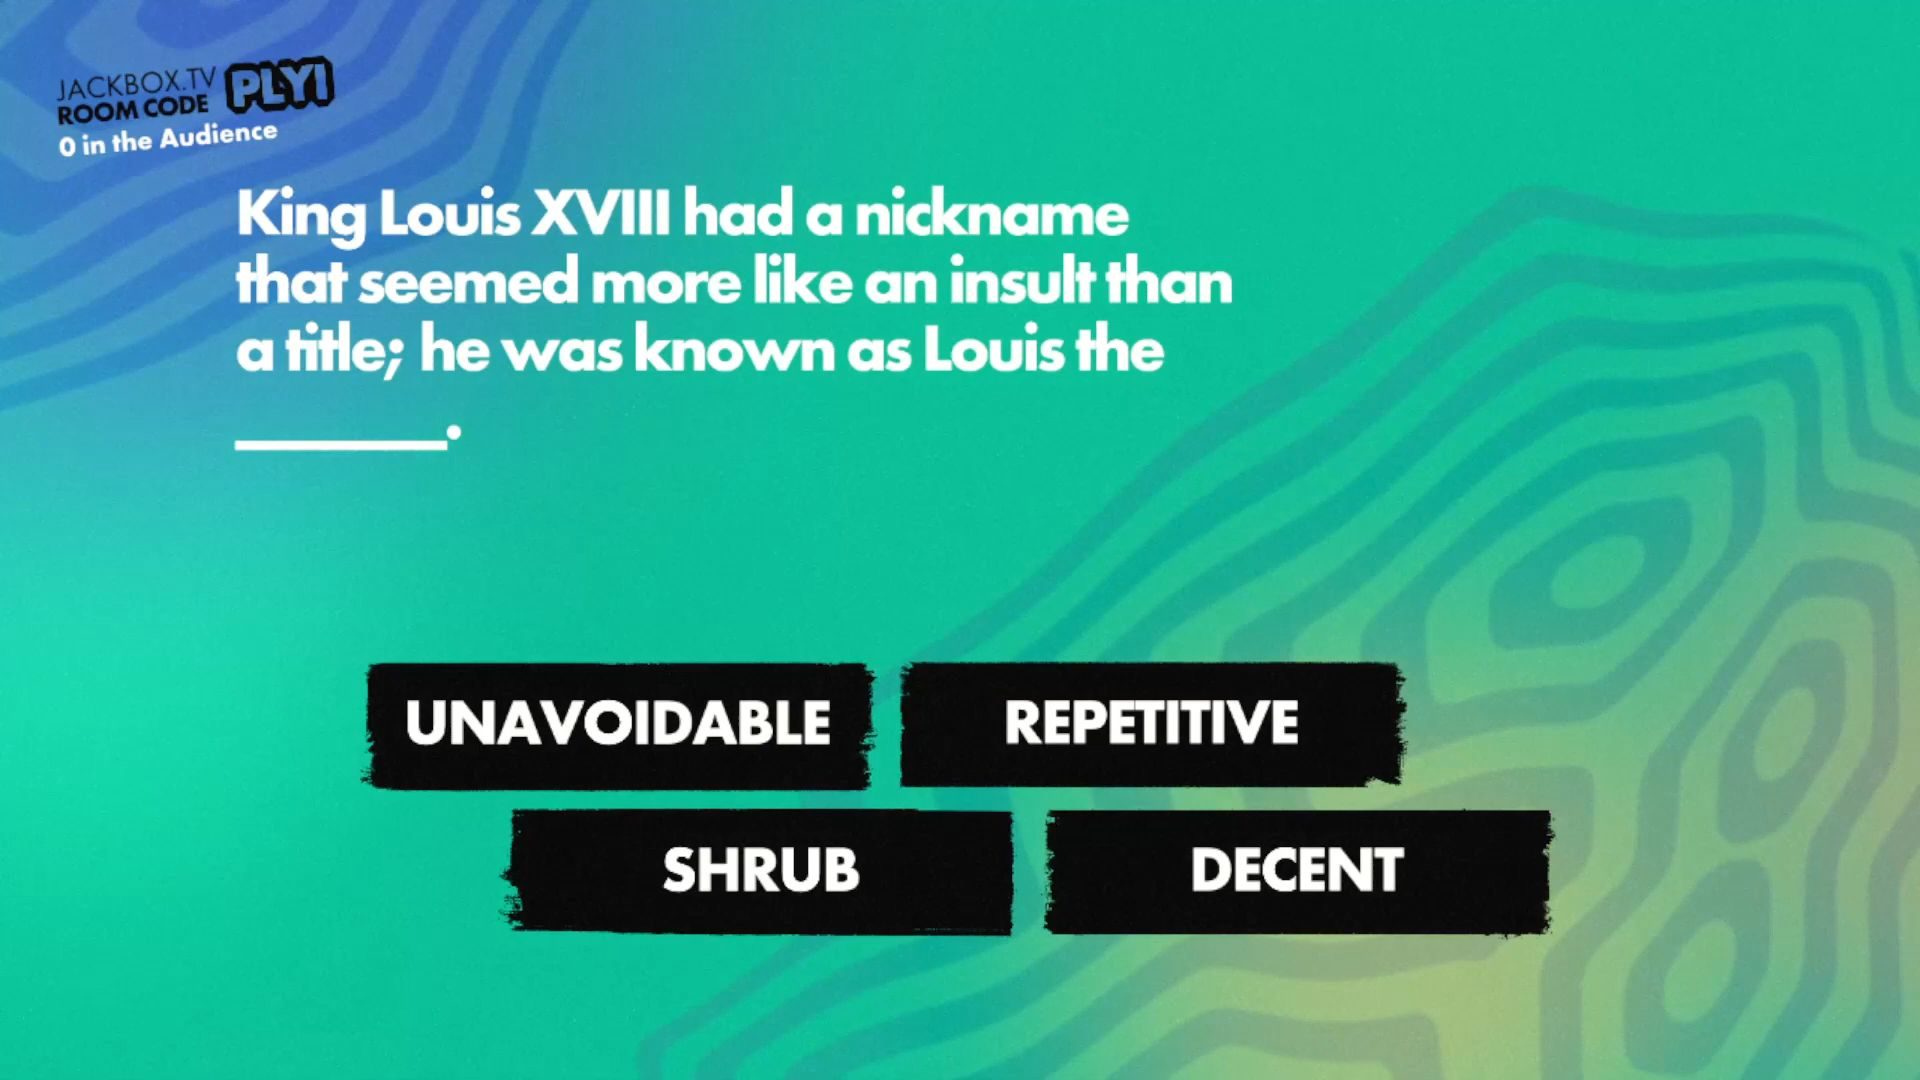 JACKBOX.TV
ROOM CODE PLYI
0 in the Audience
King Louis XVIII had a nickname
that seemed more like an insult than
a title; he was known as Louis the
________.
UNAVOIDABLE
REPETITIVE
SHRUB
DECENT